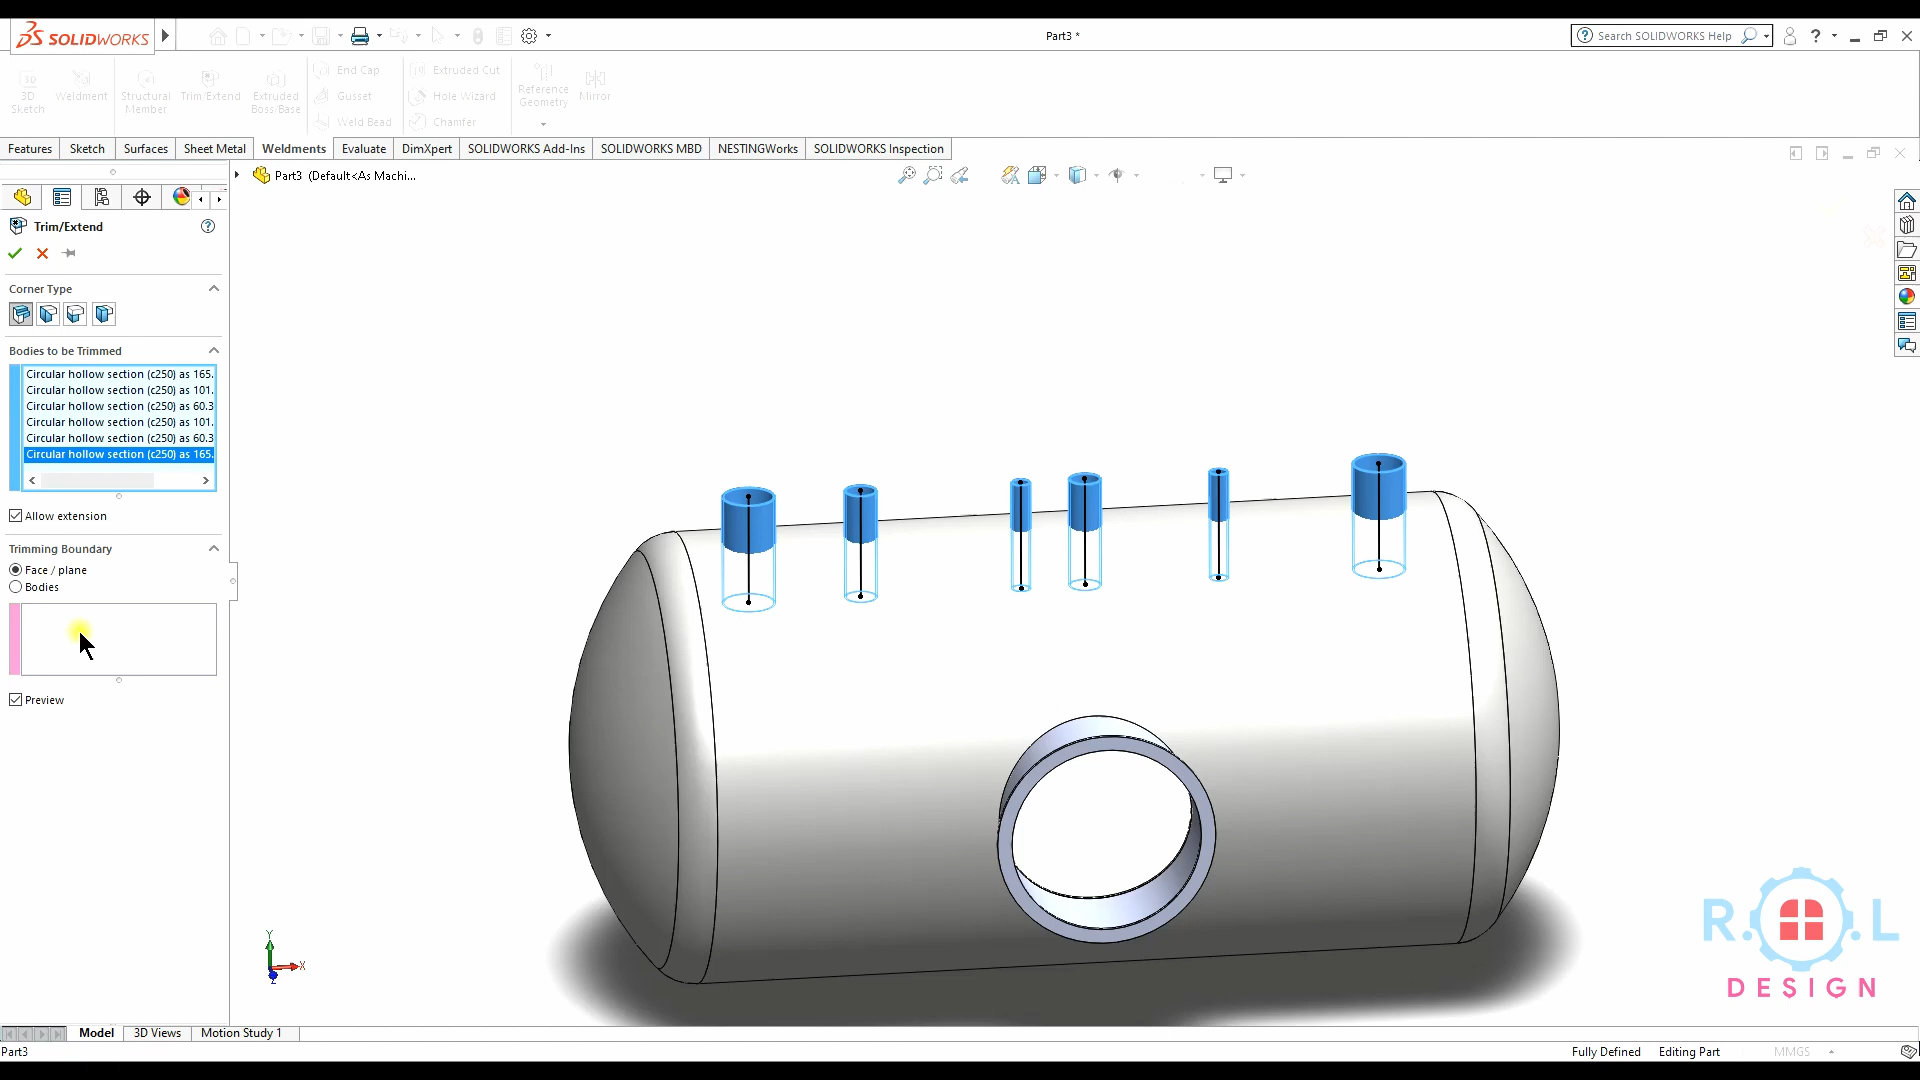 SOLIDWORKS
Part3 *
Search SOLIDWORKS Help
3D Sketch
Weldment
Structural Member
Trim/Extend
Extruded Boss/Base
End Cap
Gusset
Weld Bead
Extruded Cut
Hole Wizard
Chamfer
Reference Geometry
Mirror
Features
Sketch
Surfaces
Sheet Metal
Weldments
Evaluate
DimXpert
SOLIDWORKS Add-Ins
SOLIDWORKS MBD
NESTINGWorks
SOLIDWORKS Inspection
Part3 (Default<As Machi...
Trim/Extend
Corner Type
Bodies to be Trimmed
Circular hollow section (c250) as 165.
Circular hollow section (c250) as 101.
Circular hollow section (c250) as 60.3
Circular hollow section (c250) as 101.
Circular hollow section (c250) as 60.3
Circular hollow section (c250) as 165.
Allow extension
Trimming Boundary
Face / plane
Bodies
Preview
Y
X
Z
R. .L
DESIGN
Model
3D Views
Motion Study 1
Part3
Fully Defined
Editing Part
MMGS